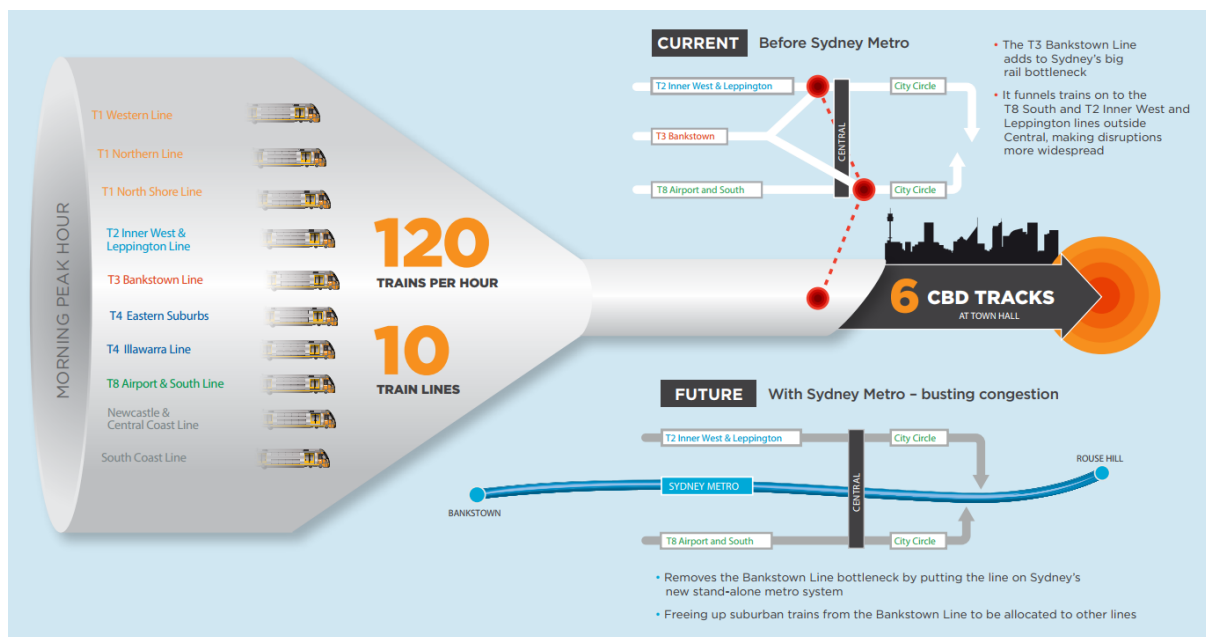 MORNING PEAK HOUR
T1 Western Line
T1 Northern Line
T1 North Shore Line
T2 Inner West &
Leppington Line
T3 Bankstown Line
T4 Eastern Suburbs
T4 Illawarra Line
T8 Airport & South Line
Newcastle &
Central Coast Line
South Coast Line
120
TRAINS PER HOUR
10
TRAIN LINES
CURRENT Before Sydney Metro
T2 Inner West & Leppington
City Circle
T3 Bankstown
CENTRAL
T8 Airport and South
City Circle
• The T3 Bankstown Line
adds to Sydney's big
rail bottleneck
• It funnels trains on to the
T8 South and T2 Inner West and
Leppington lines outside
Central, making disruptions
more widespread
6 CBD TRACKS
AT TOWN HALL
FUTURE With Sydney Metro – busting congestion
T2 Inner West & Leppington
City Circle
ROUSE HILL
SYDNEY METRO
CENTRAL
BANKSTOWN
T8 Airport and South
City Circle
• Removes the Bankstown Line bottleneck by putting the line on Sydney's
new stand-alone metro system
• Freeing up suburban trains from the Bankstown Line to be allocated to other lines